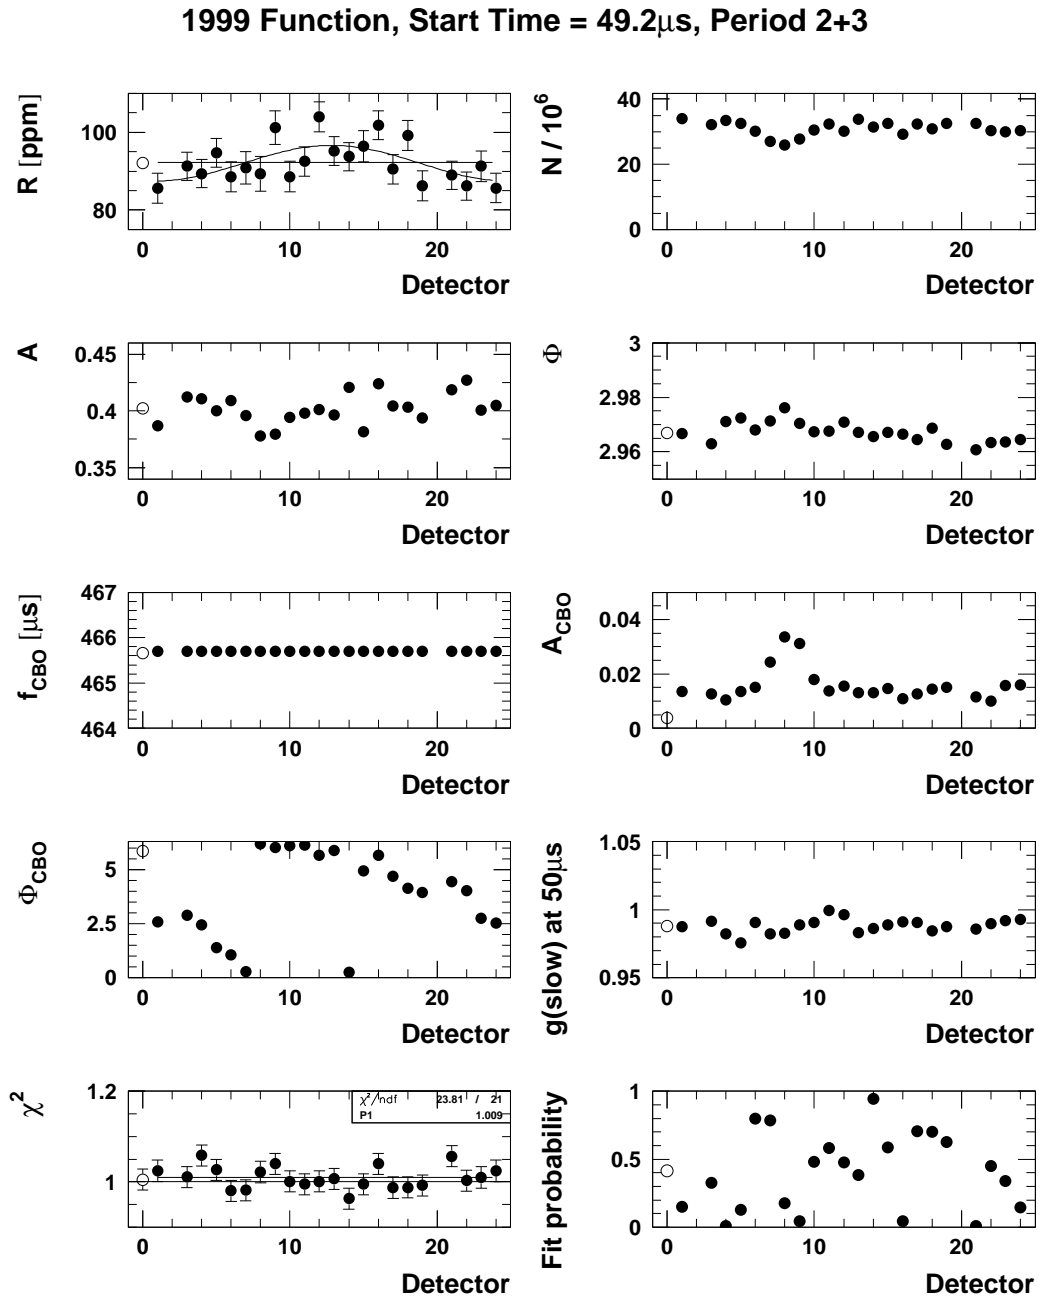 1999 Function, Start Time = 49.2μs, Period 2+3
R [ppm]
100
80
0 10 20
Detector
N / 10^6
40
20
0
0 10 20
Detector
A
0.45
0.4
0.35
0 10 20
Detector
Φ
3
2.98
2.96
0 10 20
Detector
f_CBO [μs]
467
466
465
464
0 10 20
Detector
A_CBO
0.04
0.02
0
0 10 20
Detector
Φ_CBO
5
2.5
0
0 10 20
Detector
g(slow) at 50μs
1.05
1
0.95
0 10 20
Detector
χ^2
1.2
1
χ^2/ndf 23.81 / 21
P1 1.009
0 10 20
Detector
Fit probability
1
0.5
0
0 10 20
Detector